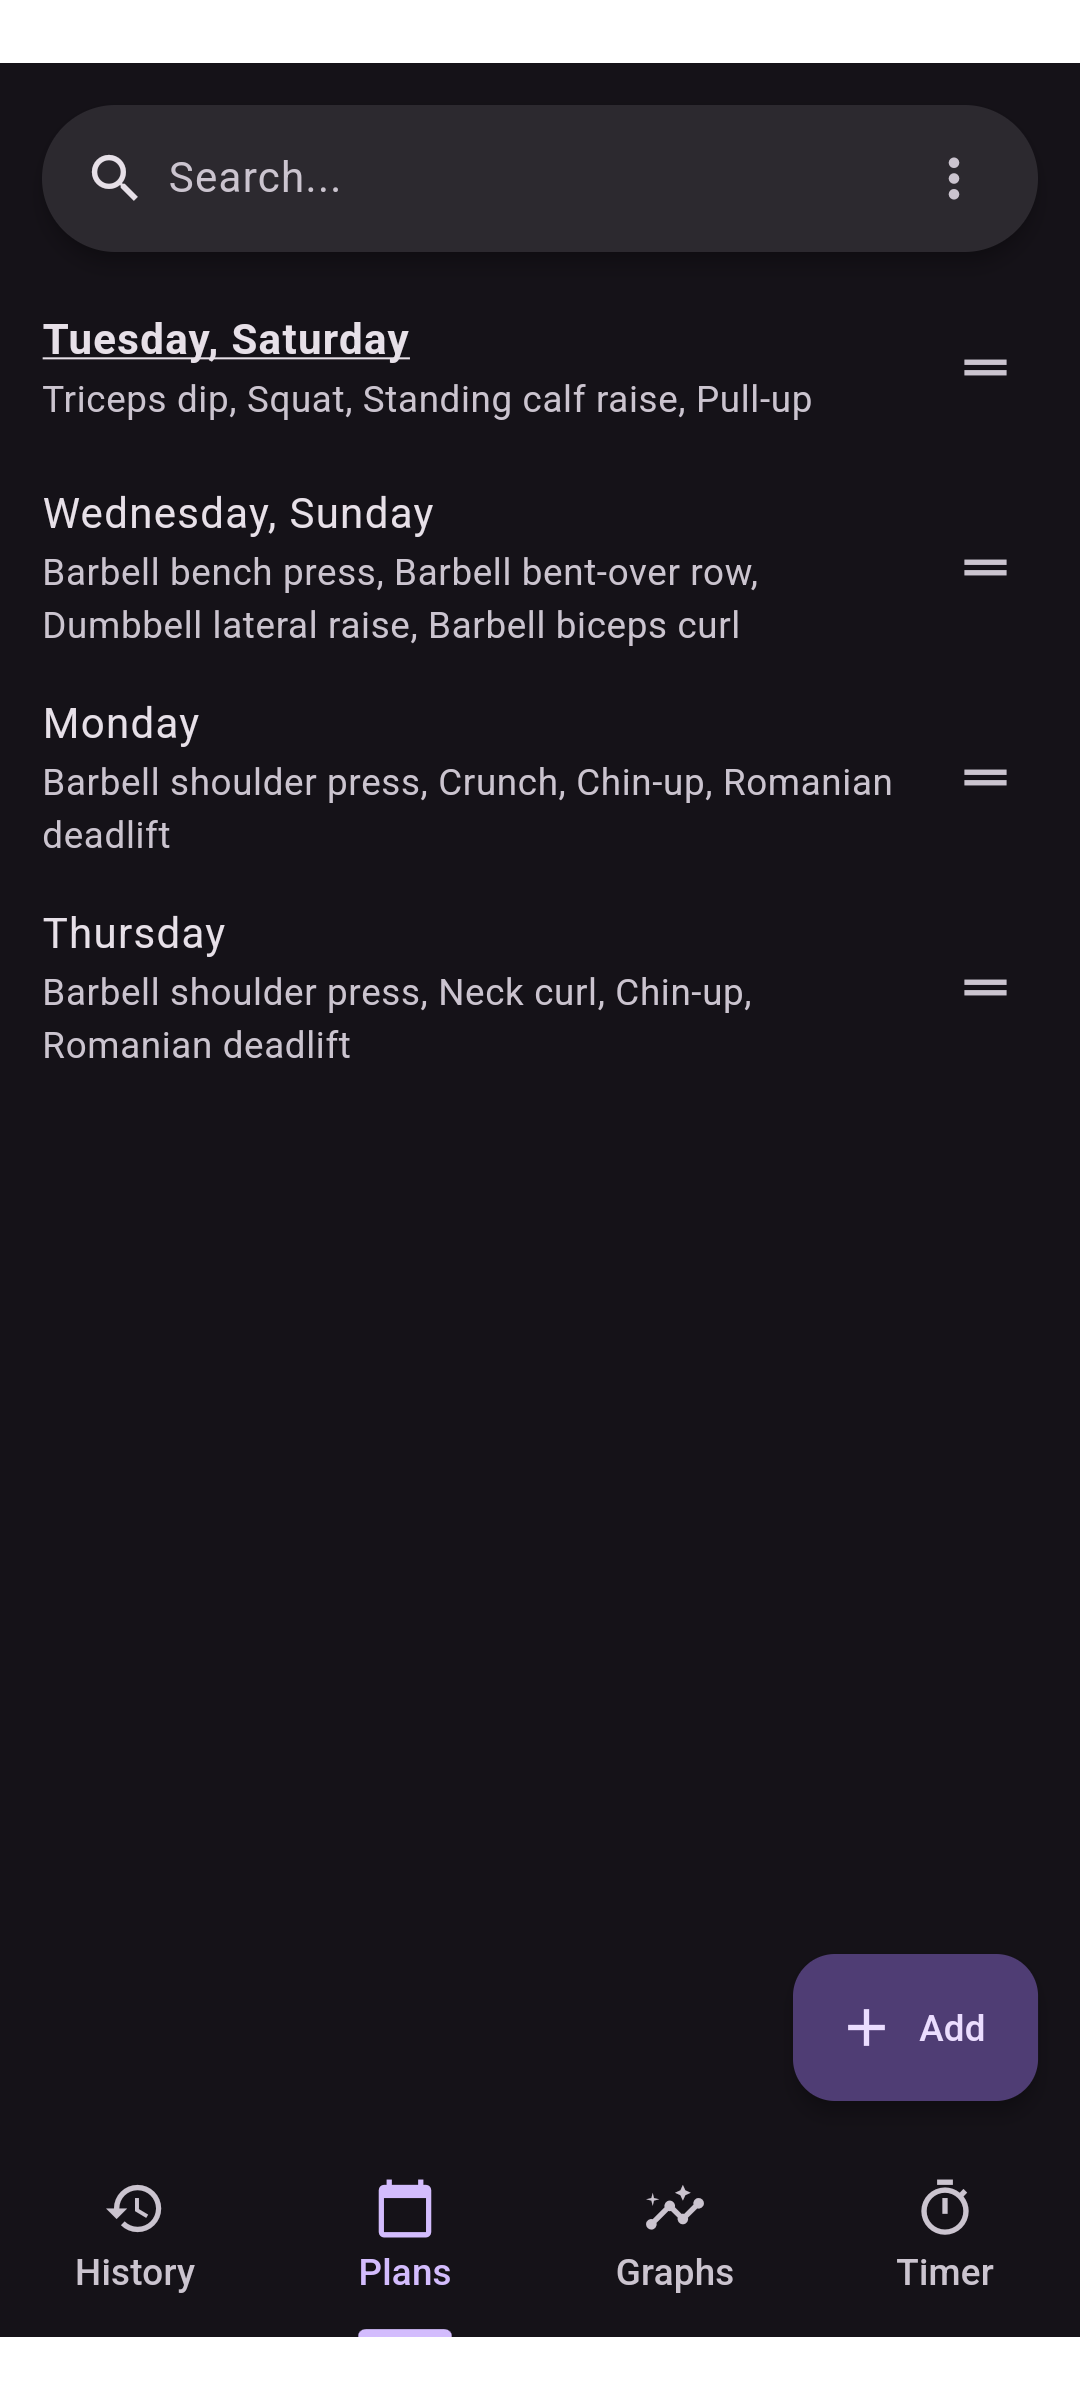 Search...
Tuesday, Saturday
Triceps dip, Squat, Standing calf raise, Pull-up
Wednesday, Sunday
Barbell bench press, Barbell bent-over row,
Dumbbell lateral raise, Barbell biceps curl
Monday
Barbell shoulder press, Crunch, Chin-up, Romanian
deadlift
Thursday
Barbell shoulder press, Neck curl, Chin-up,
Romanian deadlift
Add
History
Plans
Graphs
Timer